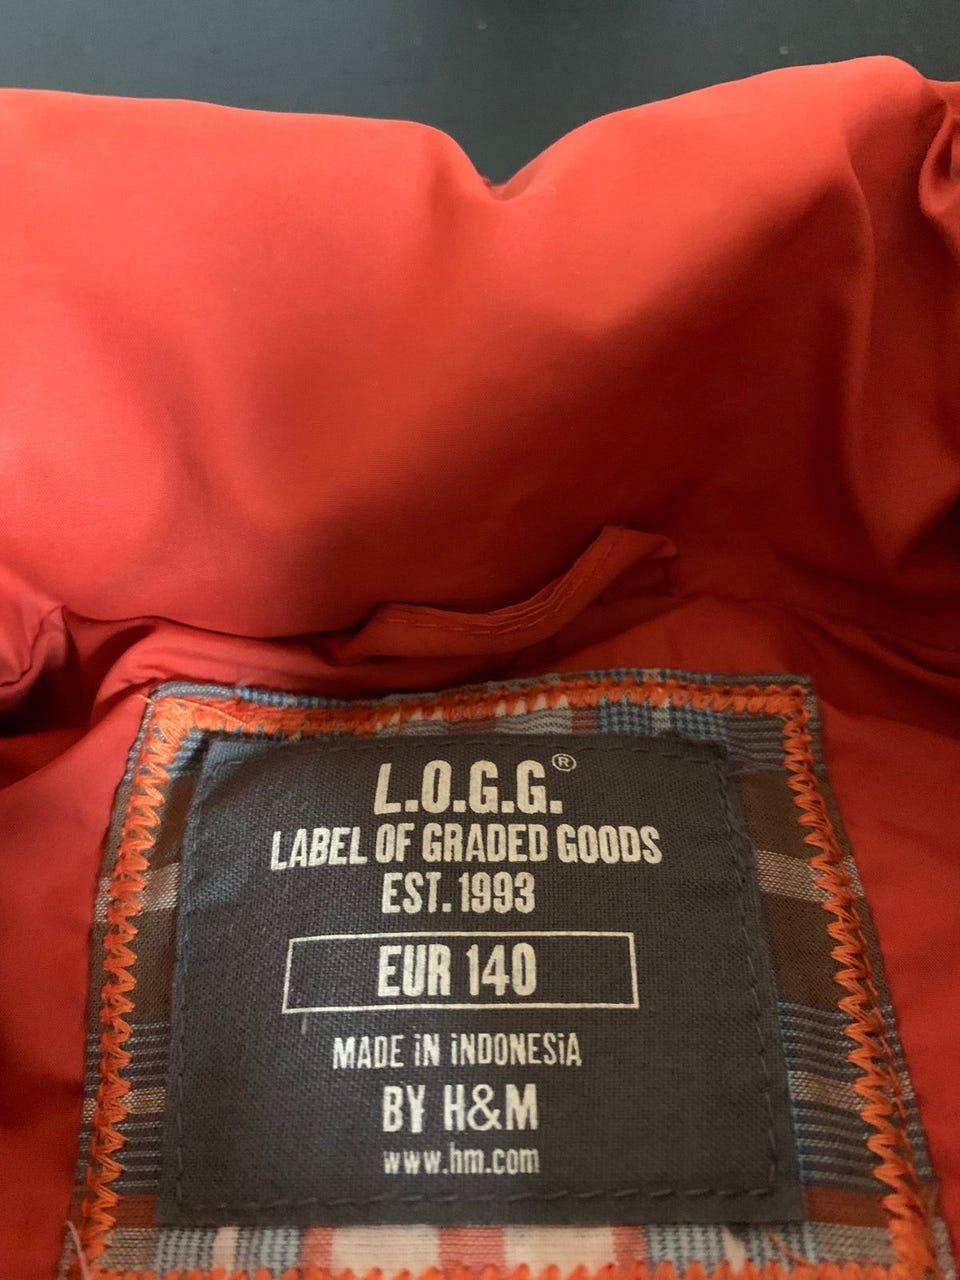 L.O.G.G.®
LABEL OF GRADED GOODS
EST. 1993
EUR 140
MADE iN iNDONESiA
BY H&M
www.hm.com